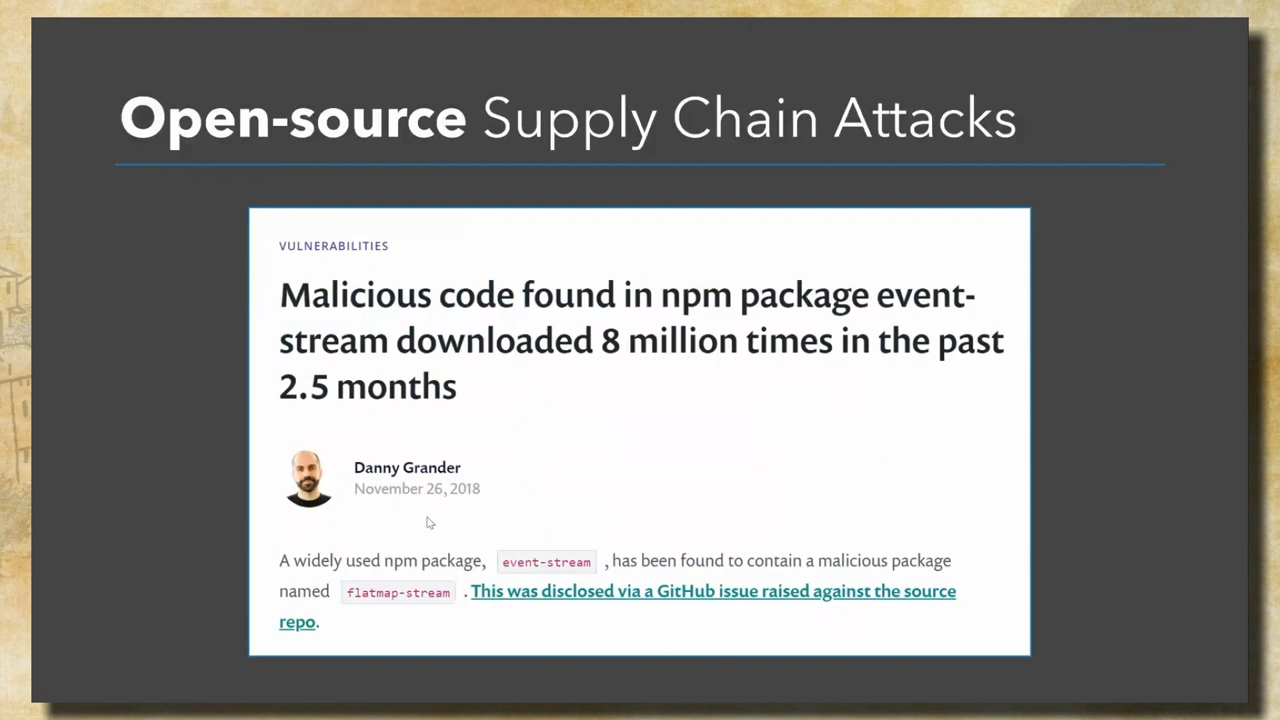 Open-source Supply Chain Attacks
VULNERABILITIES
Malicious code found in npm package event-
stream downloaded 8 million times in the past
2.5 months
Danny Grander
November 26, 2018
A widely used npm package, event-stream , has been found to contain a malicious package
named flatmap-stream . This was disclosed via a GitHub issue raised against the source
repo.